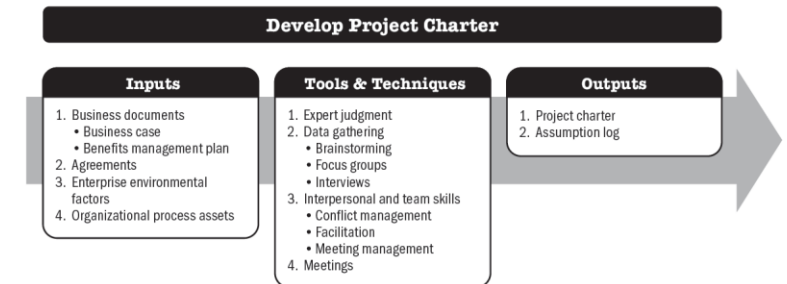 Develop Project Charter
Inputs
1. Business documents
• Business case
• Benefits management plan
2. Agreements
3. Enterprise environmental
factors
4. Organizational process assets
Tools & Techniques
1. Expert judgment
2. Data gathering
• Brainstorming
• Focus groups
• Interviews
3. Interpersonal and team skills
• Conflict management
• Facilitation
• Meeting management
4. Meetings
Outputs
1. Project charter
2. Assumption log